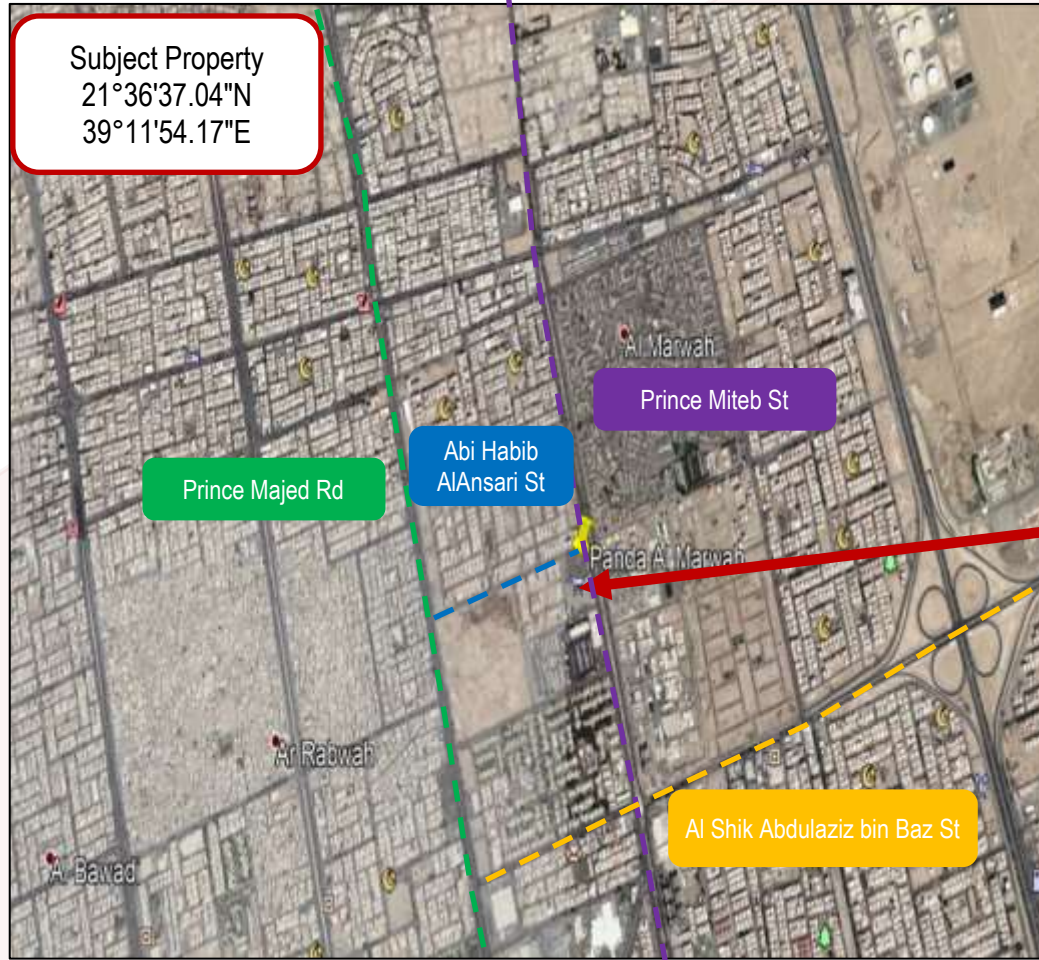 Subject Property
21°36'37.04"N
39°11'54.17"E
Al Marwah
Prince Miteb St
Abi Habib
AlAnsari St
Prince Majed Rd
Panda Al Marwah
Ar Rabwah
Al Shik Abdulaziz bin Baz St
Ar Bawadi